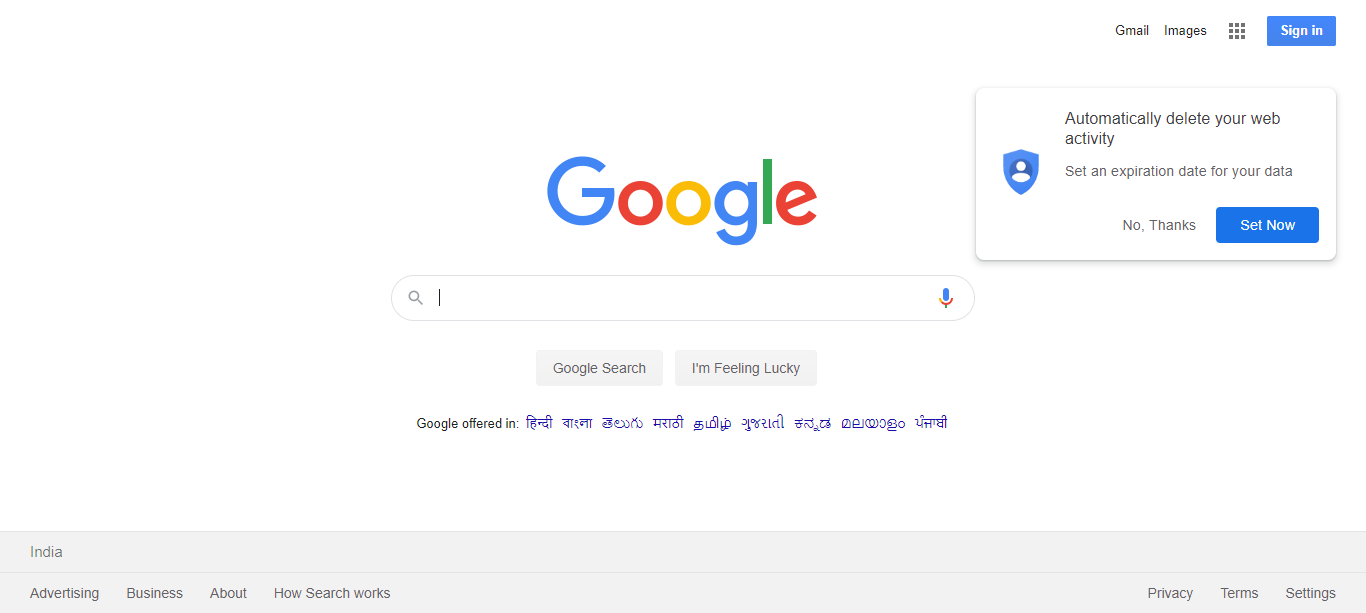 Gmail Images Sign in
Automatically delete your web
activity
Set an expiration date for your data
No, Thanks Set Now
Google
Google Search I'm Feeling Lucky
Google offered in: हिन्दी বাংলা తెలుగు मराठी தமிழ் ગુજરાતી ಕನ್ನಡ മലയാളം ਪੰਜਾਬੀ
India
Advertising Business About How Search works Privacy Terms Settings